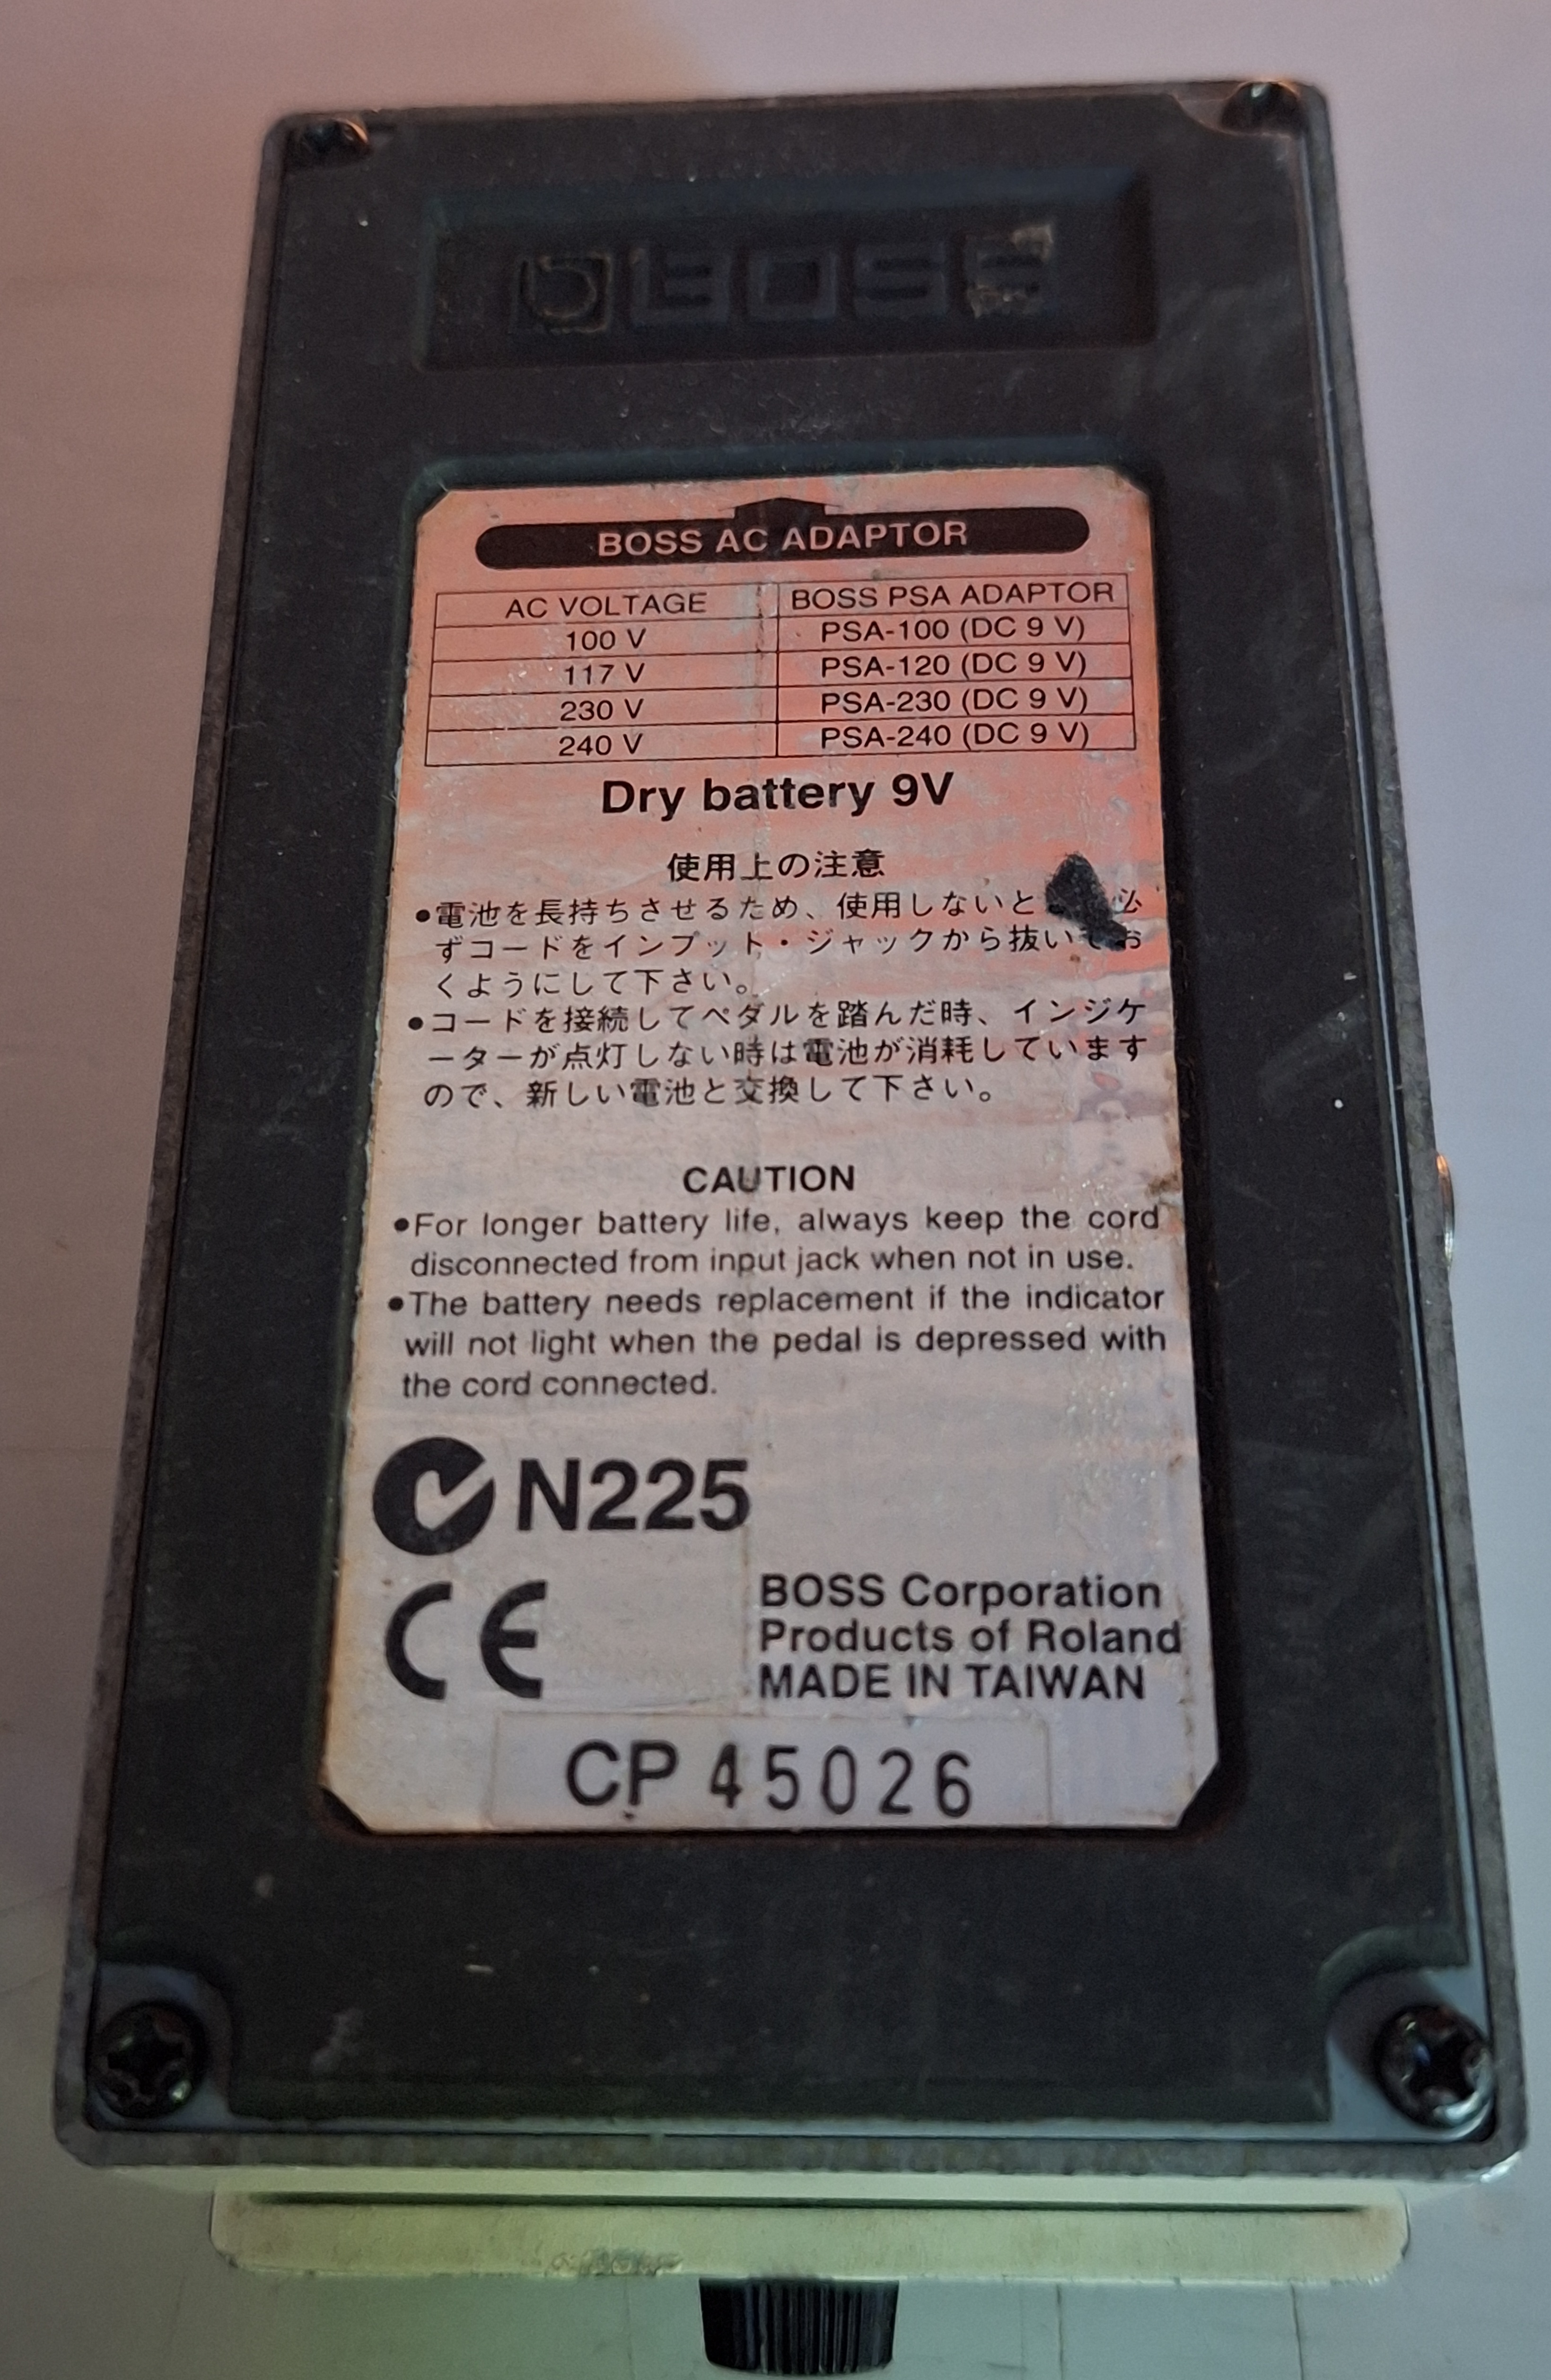 BOSS
BOSS AC ADAPTOR
AC VOLTAGE BOSS PSA ADAPTOR
100 V PSA-100 (DC 9 V)
117 V PSA-120 (DC 9 V)
230 V PSA-230 (DC 9 V)
240 V PSA-240 (DC 9 V)
Dry battery 9V
使用上の注意
●電池を長持ちさせるため、使用しないと 必
ずコードをインプット・ジャックから抜いてお
くようにして下さい。
●コードを接続してペダルを踏んだ時、インジケ
ーターが点灯しない時は電池が消耗しています
ので、新しい電池と交換して下さい。
CAUTION
●For longer battery life, always keep the cord
disconnected from input jack when not in use.
●The battery needs replacement if the indicator
will not light when the pedal is depressed with
the cord connected.
N225
CE
BOSS Corporation
Products of Roland
MADE IN TAIWAN
CP 45026